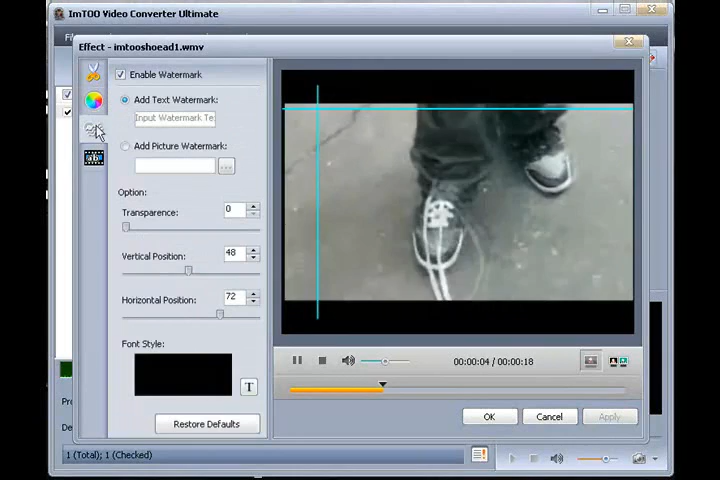 ImTOO Video Converter Ultimate
Effect - imtooshoead1.wmv
Enable Watermark
Add Text Watermark:
Input Watermark Te
Add Picture Watermark:
...
Option:
Transparence: 0
Vertical Position: 48
Horizontal Position: 72
Font Style:
T
Restore Defaults
00:00:04 / 00:00:18
OK
Cancel
Apply
1 (Total); 1 (Checked)